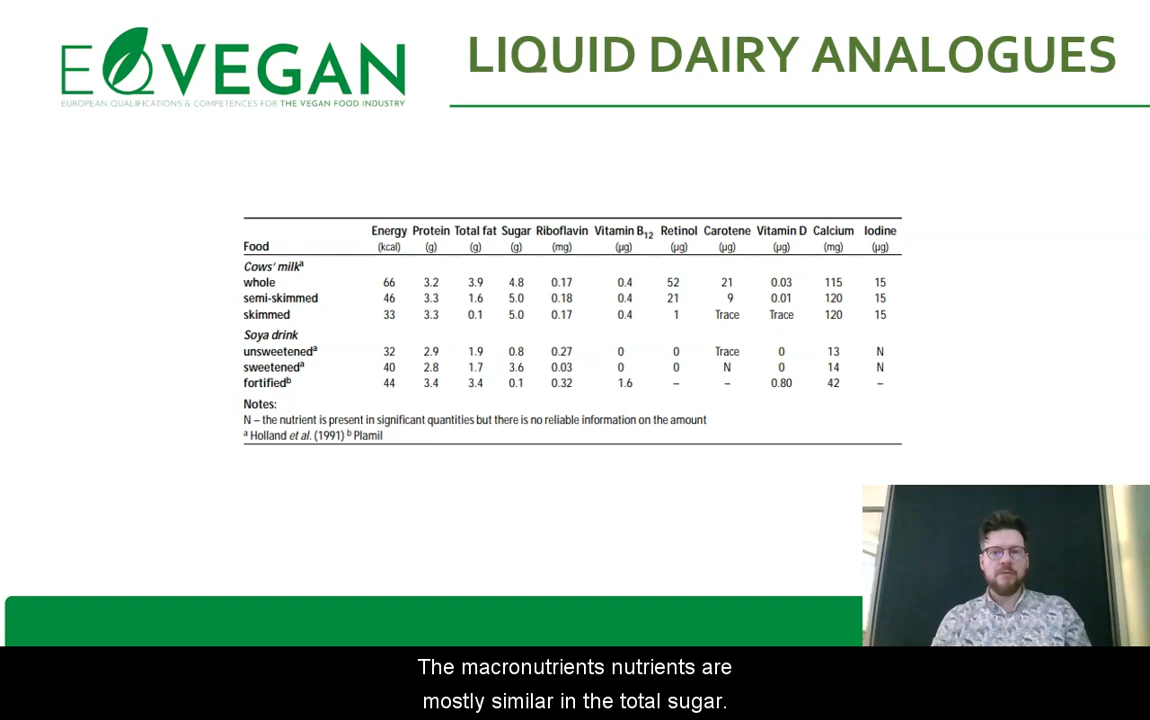 EQVEGAN
EUROPEAN QUALIFICATIONS & COMPETENCES FOR THE VEGAN FOOD INDUSTRY
LIQUID DAIRY ANALOGUES
Energy Protein Total fat Sugar Riboflavin Vitamin B12 Retinol Carotene Vitamin D Calcium Iodine
Food (kcal) (g) (g) (g) (mg) (µg) (µg) (µg) (µg) (mg) (µg)
Cows' milkᵃ
whole 66 3.2 3.9 4.8 0.17 0.4 52 21 0.03 115 15
semi-skimmed 46 3.3 1.6 5.0 0.18 0.4 21 9 0.01 120 15
skimmed 33 3.3 0.1 5.0 0.17 0.4 1 Trace Trace 120 15
Soya drink
unsweetenedᵃ 32 2.9 1.9 0.8 0.27 0 0 Trace 0 13 N
sweetenedᵃ 40 2.8 1.7 3.6 0.03 0 0 N 0 14 N
fortifiedᵇ 44 3.4 3.4 0.1 0.32 1.6 – – 0.80 42 –
Notes:
N – the nutrient is present in significant quantities but there is no reliable information on the amount
ᵃ Holland et al. (1991) ᵇ Plamil
The macronutrients nutrients are
mostly similar in the total sugar.